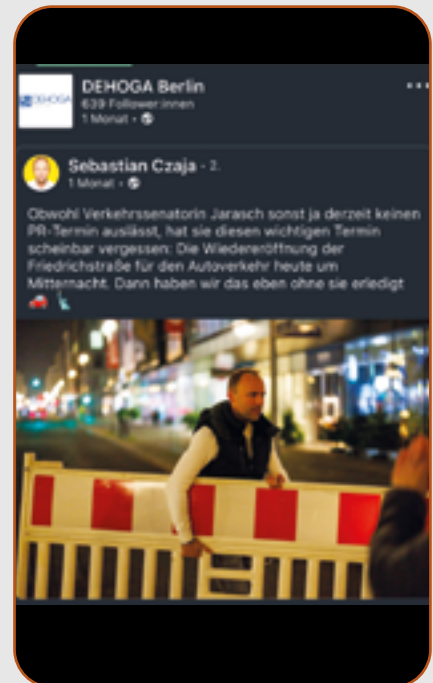 DEHOGA
DEHOGA Berlin
639 Follower:innen
1 Monat •
Sebastian Czaja • 2.
1 Monat •
Obwohl Verkehrssenatorin Jarasch sonst ja derzeit keinen
PR-Termin auslässt, hat sie diesen wichtigen Termin
scheinbar vergessen: Die Wiedereröffnung der
Friedrichstraße für den Autoverkehr heute um
Mitternacht. Dann haben wir das eben ohne sie erledigt